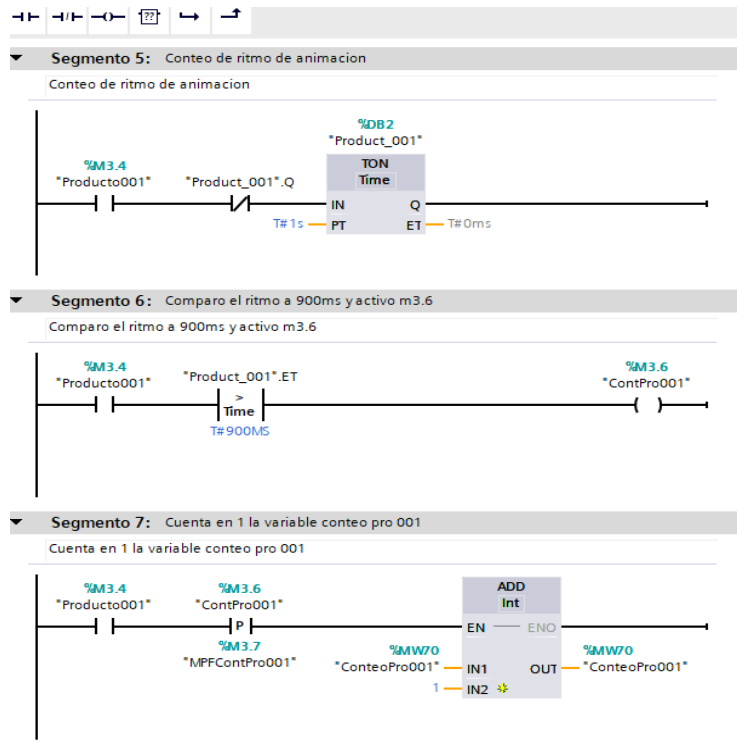 ??
Segmento 5: Conteo de ritmo de animacion
Conteo de ritmo de animacion
%DB2
"Product_001"
%M3.4
"Producto001"
"Product_001".Q
TON
Time
IN Q
T#1s PT ET T#0ms
Segmento 6: Comparo el ritmo a 900ms y activo m3.6
Comparo el ritmo a 900ms y activo m3.6
%M3.4
"Producto001"
"Product_001".ET
>
Time
T#900MS
%M3.6
"ContPro001"
Segmento 7: Cuenta en 1 la variable conteo pro 001
Cuenta en 1 la variable conteo pro 001
%M3.4
"Producto001"
%M3.6
"ContPro001"
P
%M3.7
"MPFContPro001"
ADD
Int
EN ENO
%MW70
"ConteoPro001" IN1
1 IN2
OUT
%MW70
"ConteoPro001"